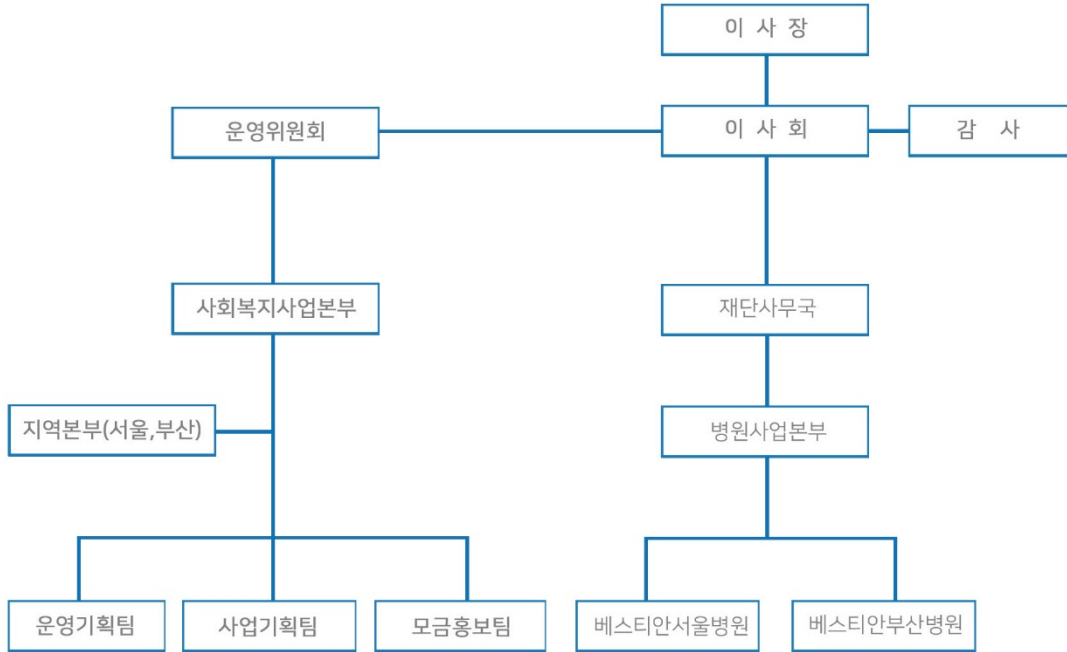 이 사 장
운영위원회
이 사 회
감 사
사회복지사업본부
재단사무국
지역본부(서울,부산)
병원사업본부
운영기획팀
사업기획팀
모금홍보팀
베스티안서울병원
베스티안부산병원